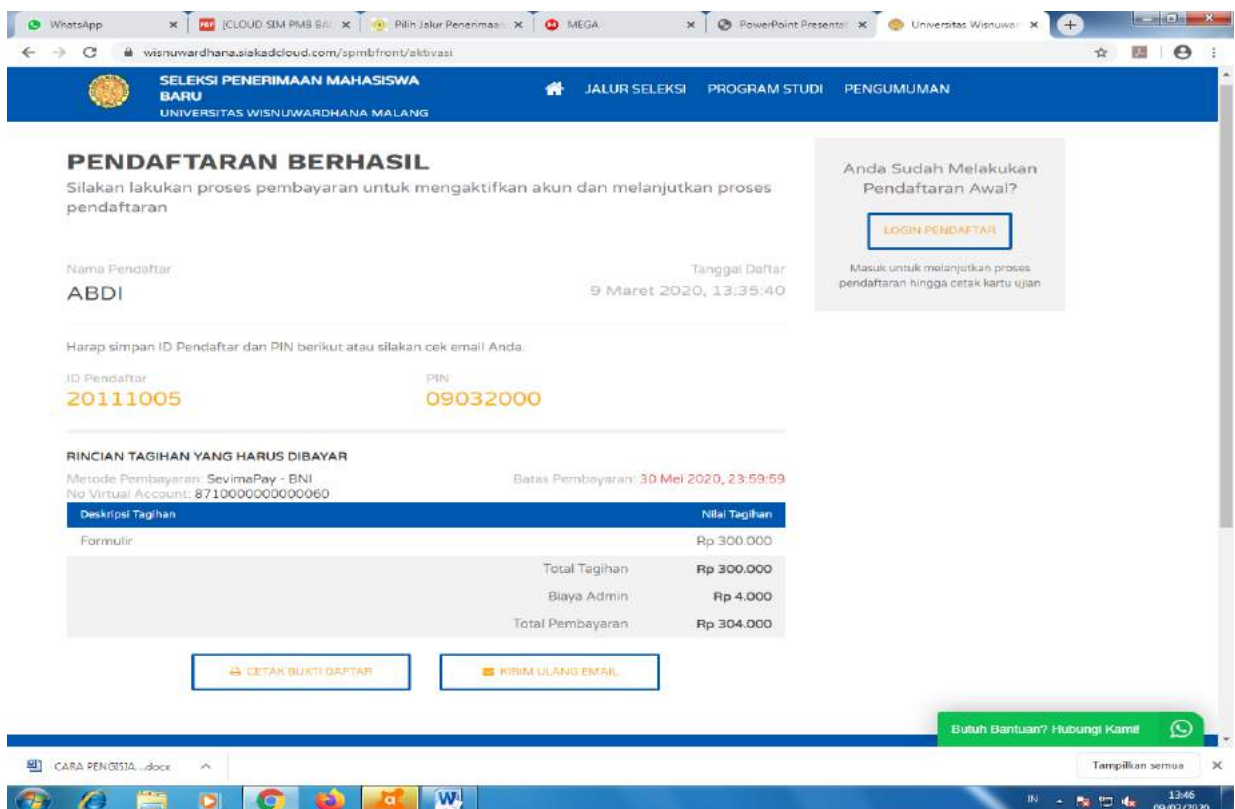 WhatsApp
[CLOUD SIM PMB BA
Pilih Jalur Penerimaan
MEGA
PowerPoint Presentat
Universitas Wisnuwar
wisnuwardhana.siakadcloud.com/spmbfront/aktivasi
SELEKSI PENERIMAAN MAHASISWA
BARU
UNIVERSITAS WISNUWARDHANA MALANG
JALUR SELEKSI PROGRAM STUDI PENGUMUMAN
PENDAFTARAN BERHASIL
Silakan lakukan proses pembayaran untuk mengaktifkan akun dan melanjutkan proses
pendaftaran
Anda Sudah Melakukan
Pendaftaran Awal?
LOGIN PENDAFTAR
Masuk untuk melanjutkan proses
pendaftaran hingga cetak kartu ujian
Nama Pendaftar Tanggal Daftar
ABDI 9 Maret 2020, 13:35:40
Harap simpan ID Pendaftar dan PIN berikut atau silakan cek email Anda.
ID Pendaftar PIN
20111005 09032000
RINCIAN TAGIHAN YANG HARUS DIBAYAR
Metode Pembayaran: SevimaPay - BNI Batas Pembayaran: 30 Mei 2020, 23:59:59
No Virtual Account: 8710000000000060
Deskripsi Tagihan Nilai Tagihan
Formulir Rp 300.000
Total Tagihan Rp 300.000
Biaya Admin Rp 4.000
Total Pembayaran Rp 304.000
CETAK BUKTI DAFTAR KIRIM ULANG EMAIL
Butuh Bantuan? Hubungi Kami!
CARA PENGISIA....docx Tampilkan semua
IN 13:46
09/03/2020